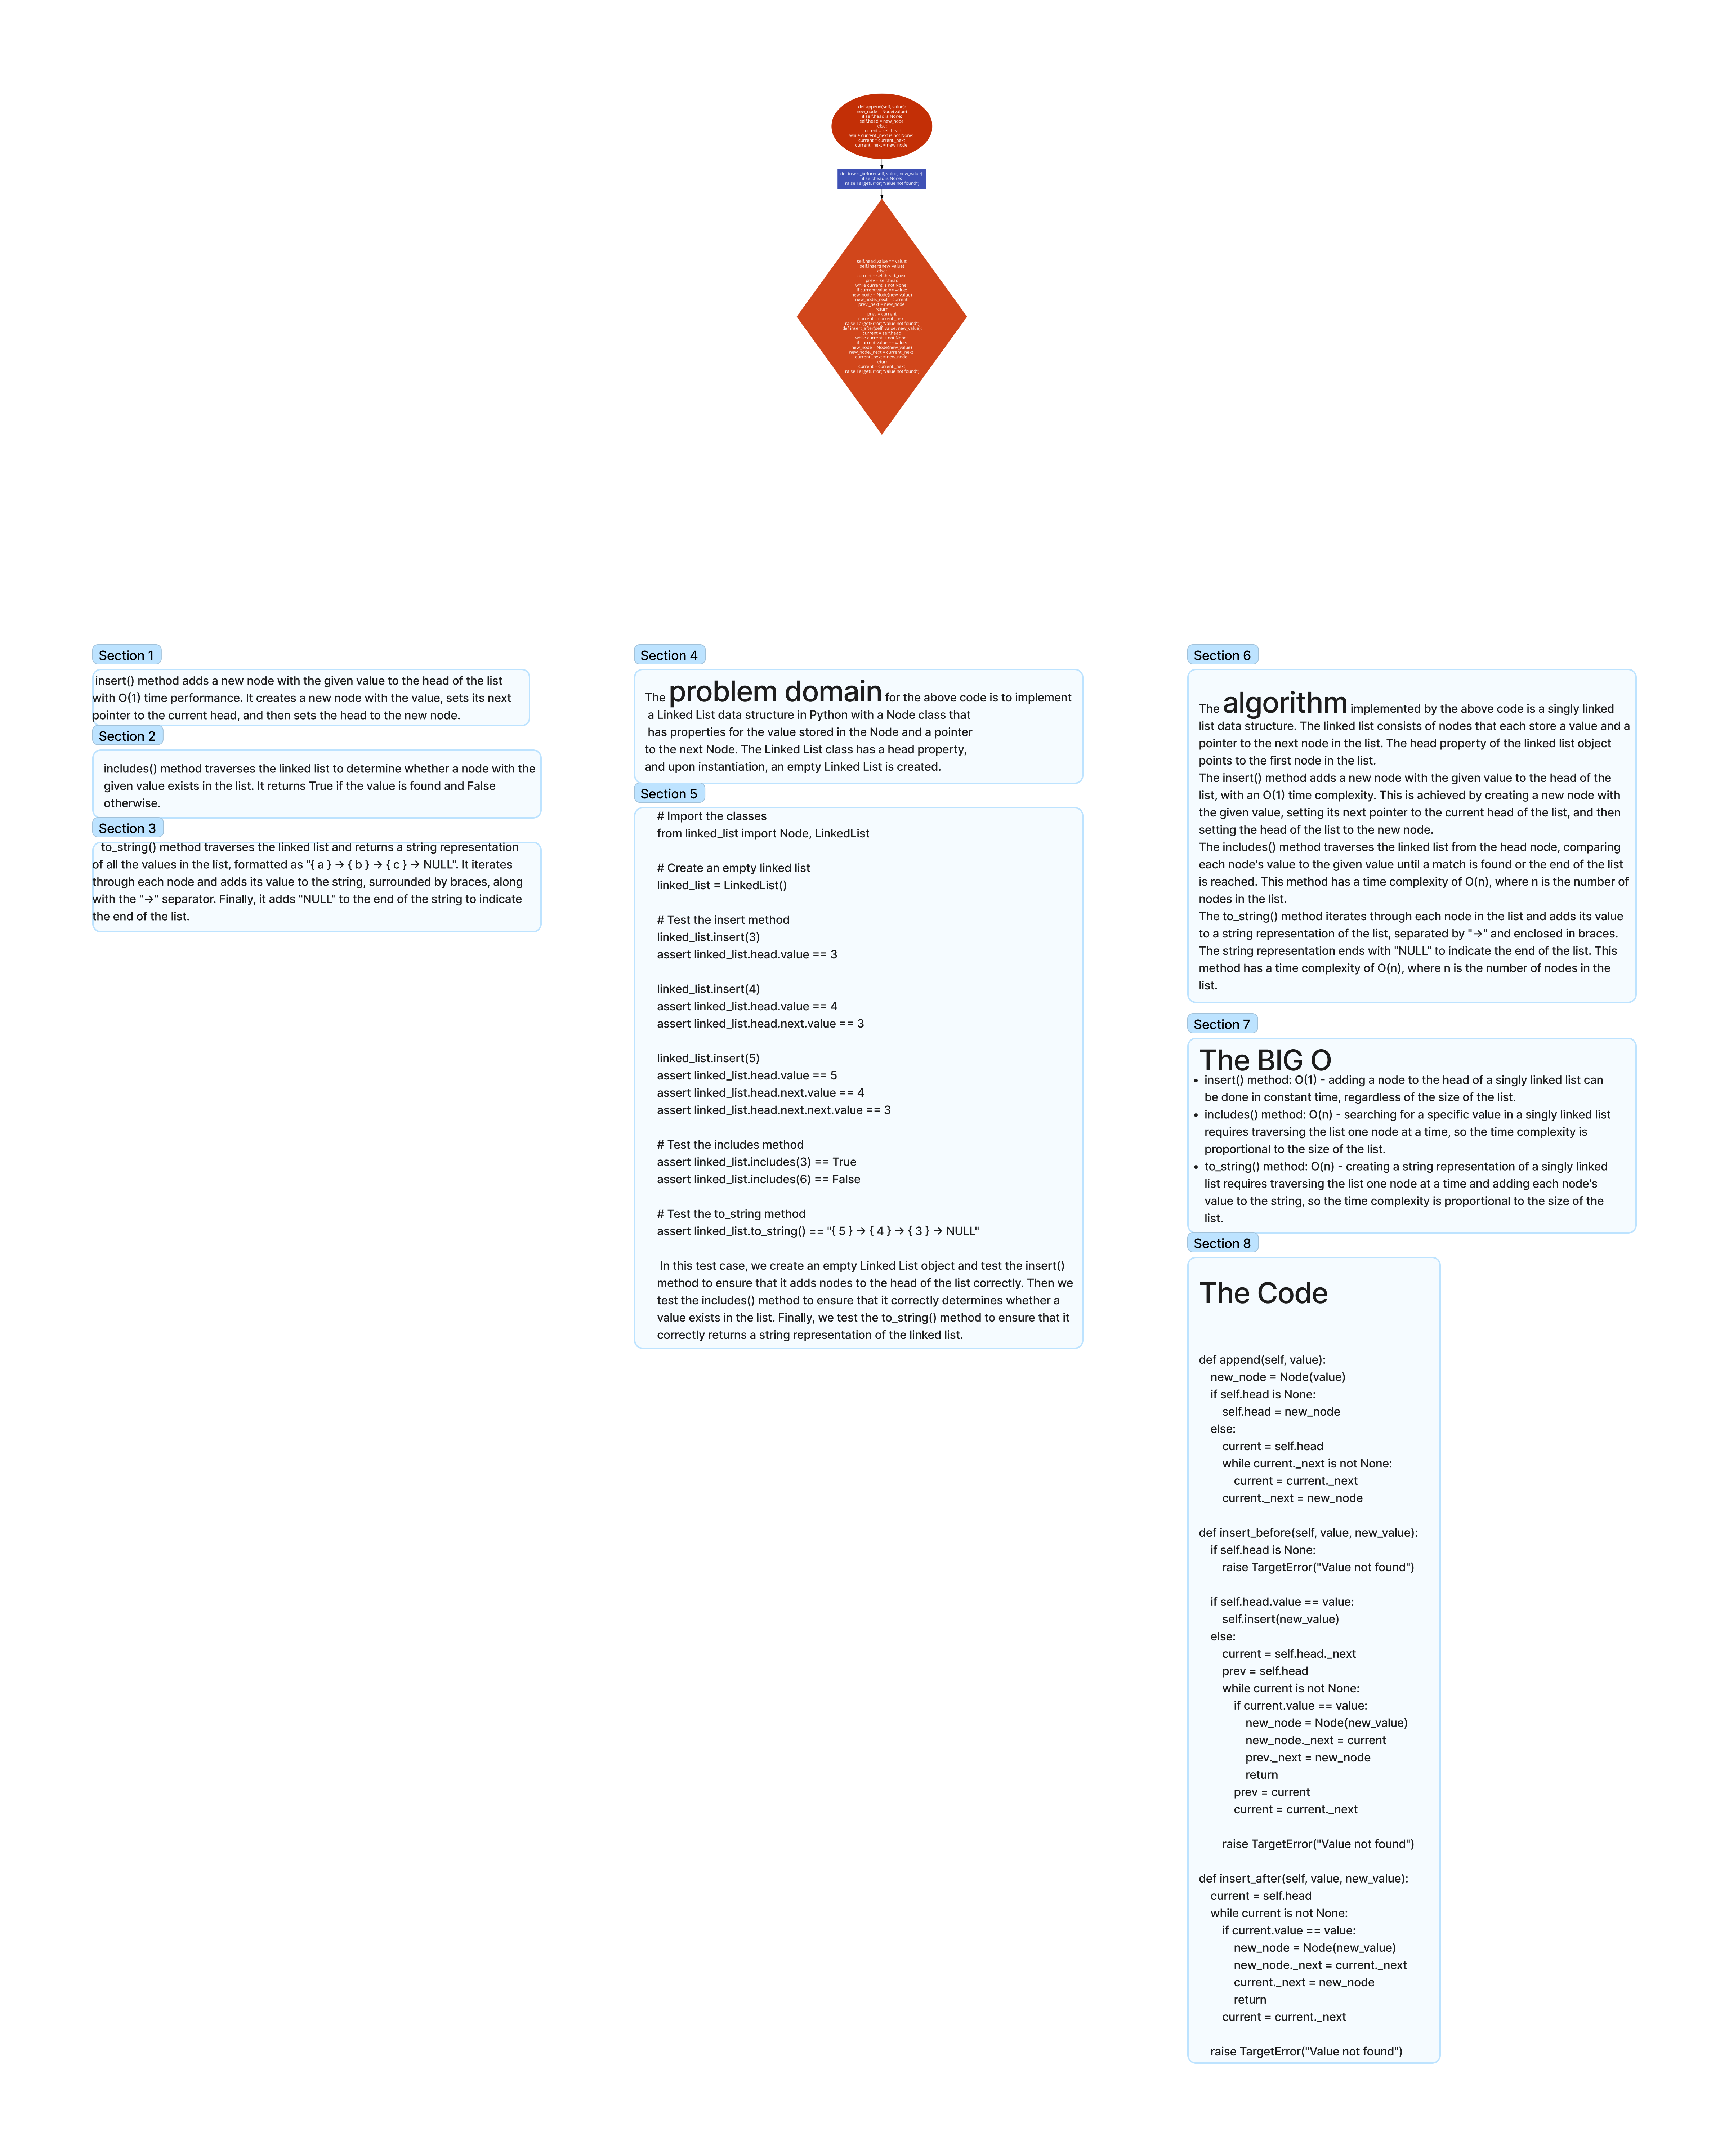 def append(self, value):
new_node = Node(value)
if self.head is None:
self.head = new_node
else:
current = self.head
while current._next is not None:
current = current._next
current._next = new_node
def insert_before(self, value, new_value):
if self.head is None:
raise TargetError("Value not found")
self.head.value == value:
self.insert(new_value)
else:
current = self.head._next
prev = self.head
while current is not None:
if current.value == value:
new_node = Node(new_value)
new_node._next = current
prev._next = new_node
return
prev = current
current = current._next
raise TargetError("Value not found")
def insert_after(self, value, new_value):
current = self.head
while current is not None:
if current.value == value:
new_node = Node(new_value)
new_node._next = current._next
current._next = new_node
return
current = current._next
raise TargetError("Value not found")
Section 1
insert() method adds a new node with the given value to the head of the list
with O(1) time performance. It creates a new node with the value, sets its next
pointer to the current head, and then sets the head to the new node.
Section 2
includes() method traverses the linked list to determine whether a node with the
given value exists in the list. It returns True if the value is found and False
otherwise.
Section 3
to_string() method traverses the linked list and returns a string representation
of all the values in the list, formatted as "{ a } → { b } → { c } → NULL". It iterates
through each node and adds its value to the string, surrounded by braces, along
with the "→" separator. Finally, it adds "NULL" to the end of the string to indicate
the end of the list.
Section 4
The problem domain for the above code is to implement
a Linked List data structure in Python with a Node class that
has properties for the value stored in the Node and a pointer
to the next Node. The Linked List class has a head property,
and upon instantiation, an empty Linked List is created.
Section 5
# Import the classes
from linked_list import Node, LinkedList
# Create an empty linked list
linked_list = LinkedList()
# Test the insert method
linked_list.insert(3)
assert linked_list.head.value == 3
linked_list.insert(4)
assert linked_list.head.value == 4
assert linked_list.head.next.value == 3
linked_list.insert(5)
assert linked_list.head.value == 5
assert linked_list.head.next.value == 4
assert linked_list.head.next.next.value == 3
# Test the includes method
assert linked_list.includes(3) == True
assert linked_list.includes(6) == False
# Test the to_string method
assert linked_list.to_string() == "{ 5 } → { 4 } → { 3 } → NULL"
In this test case, we create an empty Linked List object and test the insert()
method to ensure that it adds nodes to the head of the list correctly. Then we
test the includes() method to ensure that it correctly determines whether a
value exists in the list. Finally, we test the to_string() method to ensure that it
correctly returns a string representation of the linked list.
Section 6
The algorithm implemented by the above code is a singly linked
list data structure. The linked list consists of nodes that each store a value and a
pointer to the next node in the list. The head property of the linked list object
points to the first node in the list.
The insert() method adds a new node with the given value to the head of the
list, with an O(1) time complexity. This is achieved by creating a new node with
the given value, setting its next pointer to the current head of the list, and then
setting the head of the list to the new node.
The includes() method traverses the linked list from the head node, comparing
each node's value to the given value until a match is found or the end of the list
is reached. This method has a time complexity of O(n), where n is the number of
nodes in the list.
The to_string() method iterates through each node in the list and adds its value
to a string representation of the list, separated by "→" and enclosed in braces.
The string representation ends with "NULL" to indicate the end of the list. This
method has a time complexity of O(n), where n is the number of nodes in the
list.
Section 7
The BIG O
• insert() method: O(1) - adding a node to the head of a singly linked list can
be done in constant time, regardless of the size of the list.
• includes() method: O(n) - searching for a specific value in a singly linked list
requires traversing the list one node at a time, so the time complexity is
proportional to the size of the list.
• to_string() method: O(n) - creating a string representation of a singly linked
list requires traversing the list one node at a time and adding each node's
value to the string, so the time complexity is proportional to the size of the
list.
Section 8
The Code
def append(self, value):
new_node = Node(value)
if self.head is None:
self.head = new_node
else:
current = self.head
while current._next is not None:
current = current._next
current._next = new_node
def insert_before(self, value, new_value):
if self.head is None:
raise TargetError("Value not found")
if self.head.value == value:
self.insert(new_value)
else:
current = self.head._next
prev = self.head
while current is not None:
if current.value == value:
new_node = Node(new_value)
new_node._next = current
prev._next = new_node
return
prev = current
current = current._next
raise TargetError("Value not found")
def insert_after(self, value, new_value):
current = self.head
while current is not None:
if current.value == value:
new_node = Node(new_value)
new_node._next = current._next
current._next = new_node
return
current = current._next
raise TargetError("Value not found")